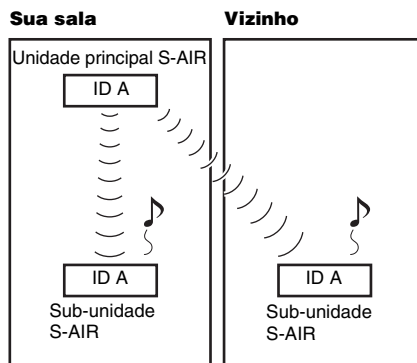 Sua sala
Vizinho
Unidade principal S-AIR
ID A
ID A
Sub-unidade
S-AIR
ID A
Sub-unidade
S-AIR